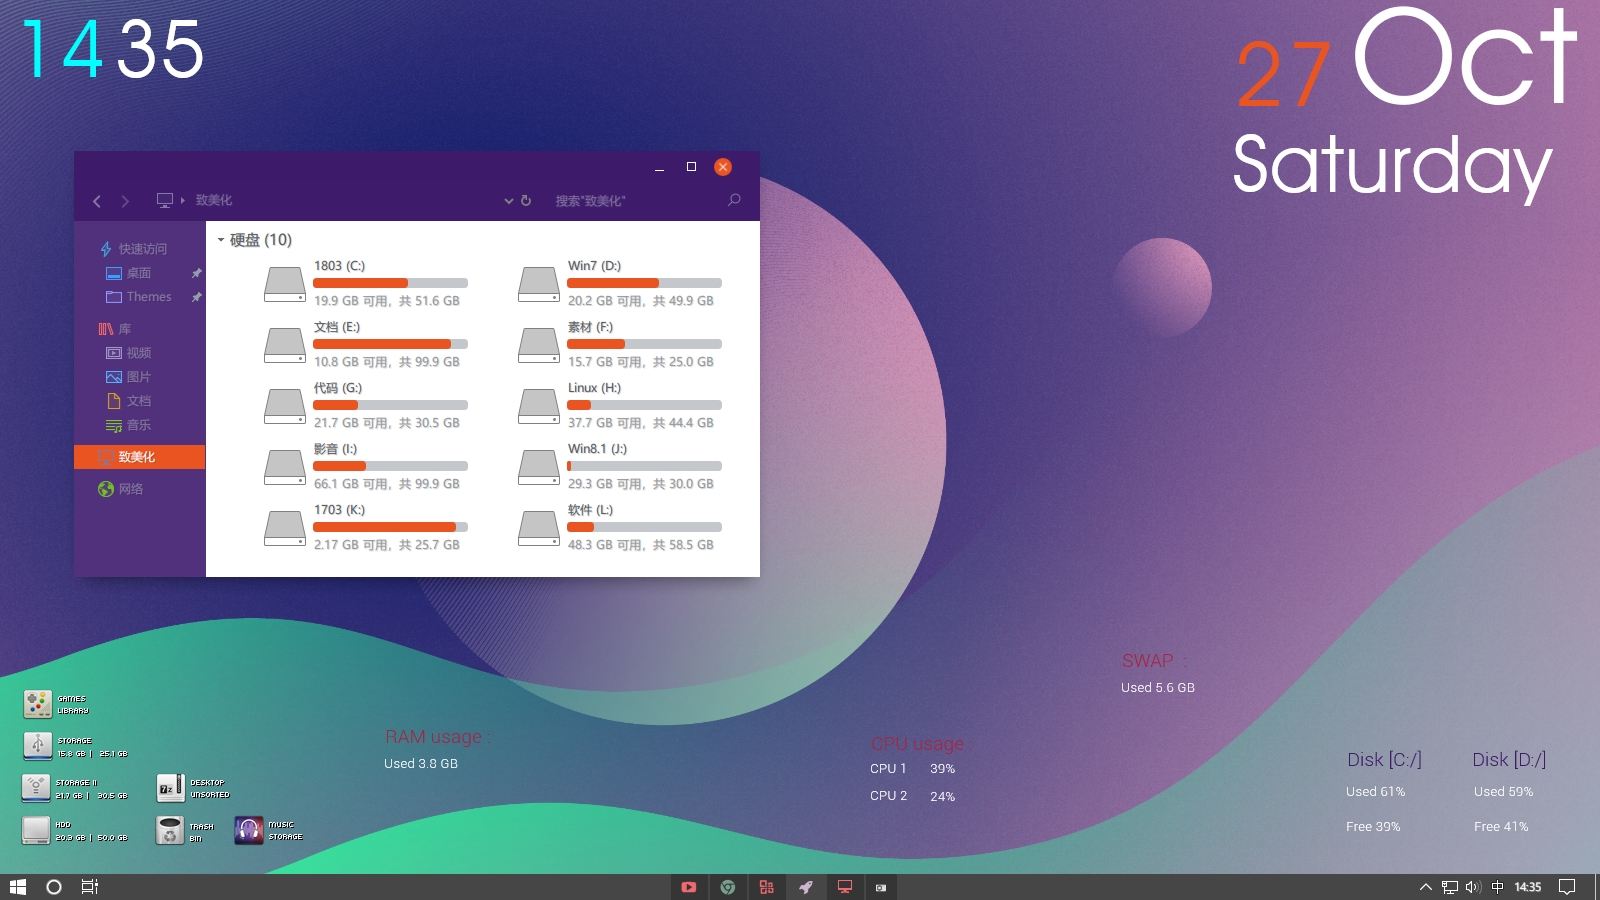 14 35
27 Oct
Saturday
致美化
搜索"致美化"
快速访问
桌面
Themes
库
视频
图片
文档
音乐
致美化
网络
硬盘 (10)
1803 (C:)
19.9 GB 可用，共 51.6 GB
Win7 (D:)
20.2 GB 可用，共 49.9 GB
文档 (E:)
10.8 GB 可用，共 99.9 GB
素材 (F:)
15.7 GB 可用，共 25.0 GB
代码 (G:)
21.7 GB 可用，共 30.5 GB
Linux (H:)
37.7 GB 可用，共 44.4 GB
影音 (I:)
66.1 GB 可用，共 99.9 GB
Win8.1 (J:)
29.3 GB 可用，共 30.0 GB
1703 (K:)
2.17 GB 可用，共 25.7 GB
软件 (L:)
48.3 GB 可用，共 58.5 GB
GAMES
LIBRARY
STORAGE
15.8 GB | 25.1 GB
STORAGE II
21.7 GB | 30.5 GB
HDD
20.3 GB | 50.0 GB
DESKTOP
UNSORTED
7z
TRASH
BIN
MUSIC
STORAGE
RAM usage :
Used 3.8 GB
CPU usage :
CPU 1 39%
CPU 2 24%
SWAP :
Used 5.6 GB
Disk [C:/]
Used 61%
Free 39%
Disk [D:/]
Used 59%
Free 41%
中
14:35